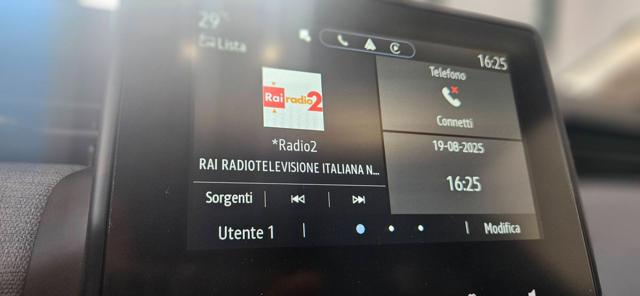 29°
Lista
16:25
Rai radio 2
*Radio2
RAI RADIOTELEVISIONE ITALIANA N...
Sorgenti
Utente 1
Telefono
Connetti
19-08-2025
16:25
Modifica